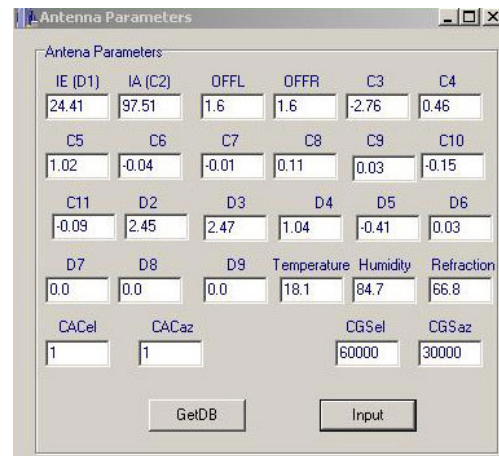 Antenna Parameters
Antena Parameters
IE (D1) IA (C2) OFFL OFFR C3 C4
24.41 97.51 1.6 1.6 -2.76 0.46
C5 C6 C7 C8 C9 C10
1.02 -0.04 -0.01 0.11 0.03 -0.15
C11 D2 D3 D4 D5 D6
-0.09 2.45 2.47 1.04 -0.41 0.03
D7 D8 D9 Temperature Humidity Refraction
0.0 0.0 0.0 18.1 84.7 66.8
CACel CACaz CGSel CGSaz
1 1 60000 30000
GetDB Input